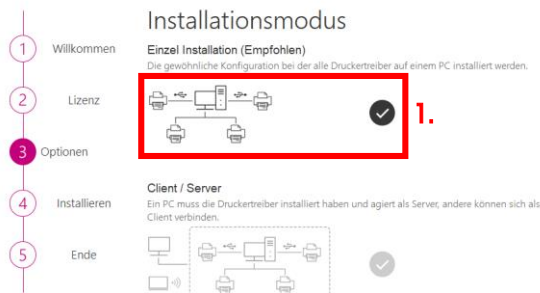 Installationsmodus
1 Willkommen
Einzel Installation (Empfohlen)
Die gewöhnliche Konfiguration bei der alle Druckertreiber auf einem PC installiert werden.
2 Lizenz
1.
3 Optionen
Client / Server
4 Installieren
Ein PC muss die Druckertreiber installiert haben und agiert als Server, andere können sich als
Client verbinden.
5 Ende